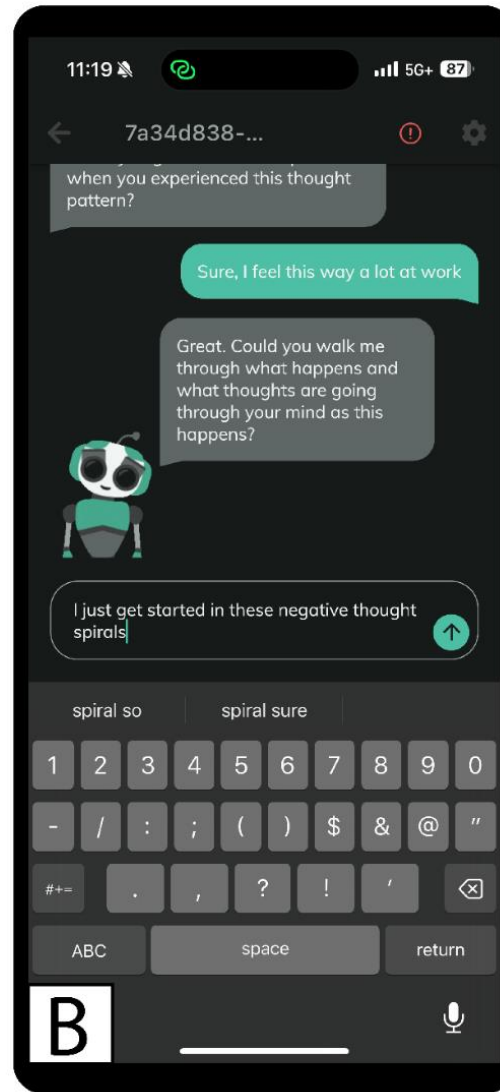 11:19 5G+ 87
7a34d838-...
when you experienced this thought
pattern?
Sure, I feel this way a lot at work
Great. Could you walk me
through what happens and
what thoughts are going
through your mind as this
happens?
I just get started in these negative thought
spirals
spiral so spiral sure
1 2 3 4 5 6 7 8 9 0
- / : ; ( ) $ & @ "
#+= . , ? ! '
ABC space return
B